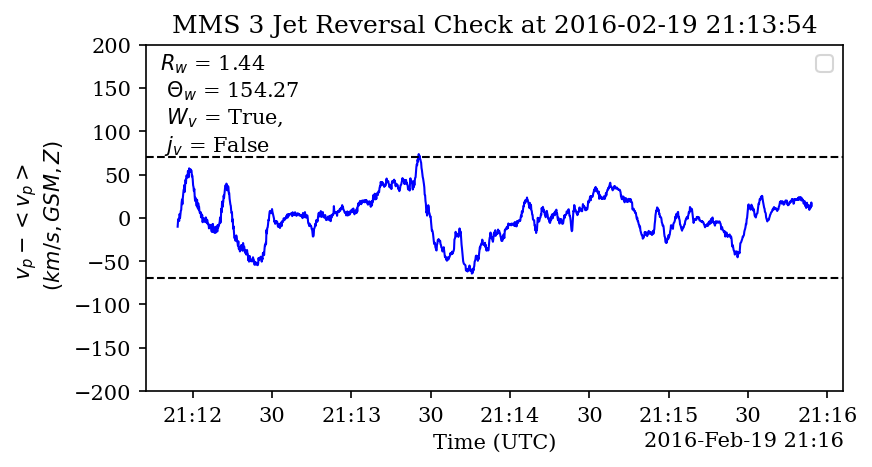 MMS 3 Jet Reversal Check at 2016-02-19 21:13:54
200
150
100
50
0
−50
−100
−150
−200
v_p − < v_p >
(km/s, GSM, Z)
R_w = 1.44
Θ_w = 154.27
W_v = True,
j_v = False
21:12 30 21:13 30 21:14 30 21:15 30 21:16
Time (UTC)
2016-Feb-19 21:16